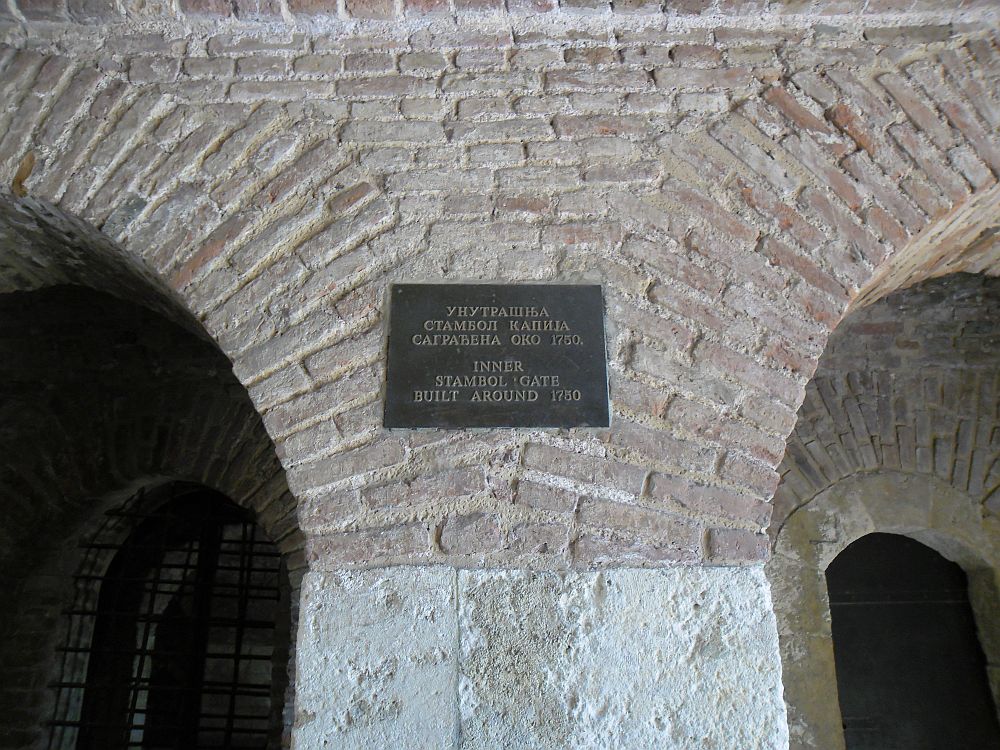 УНУТРАШЊА
СТАМБОЛ КАПИЈА
САГРАЂЕНА ОКО 1750.
INNER
STAMBOL GATE
BUILT AROUND 1750